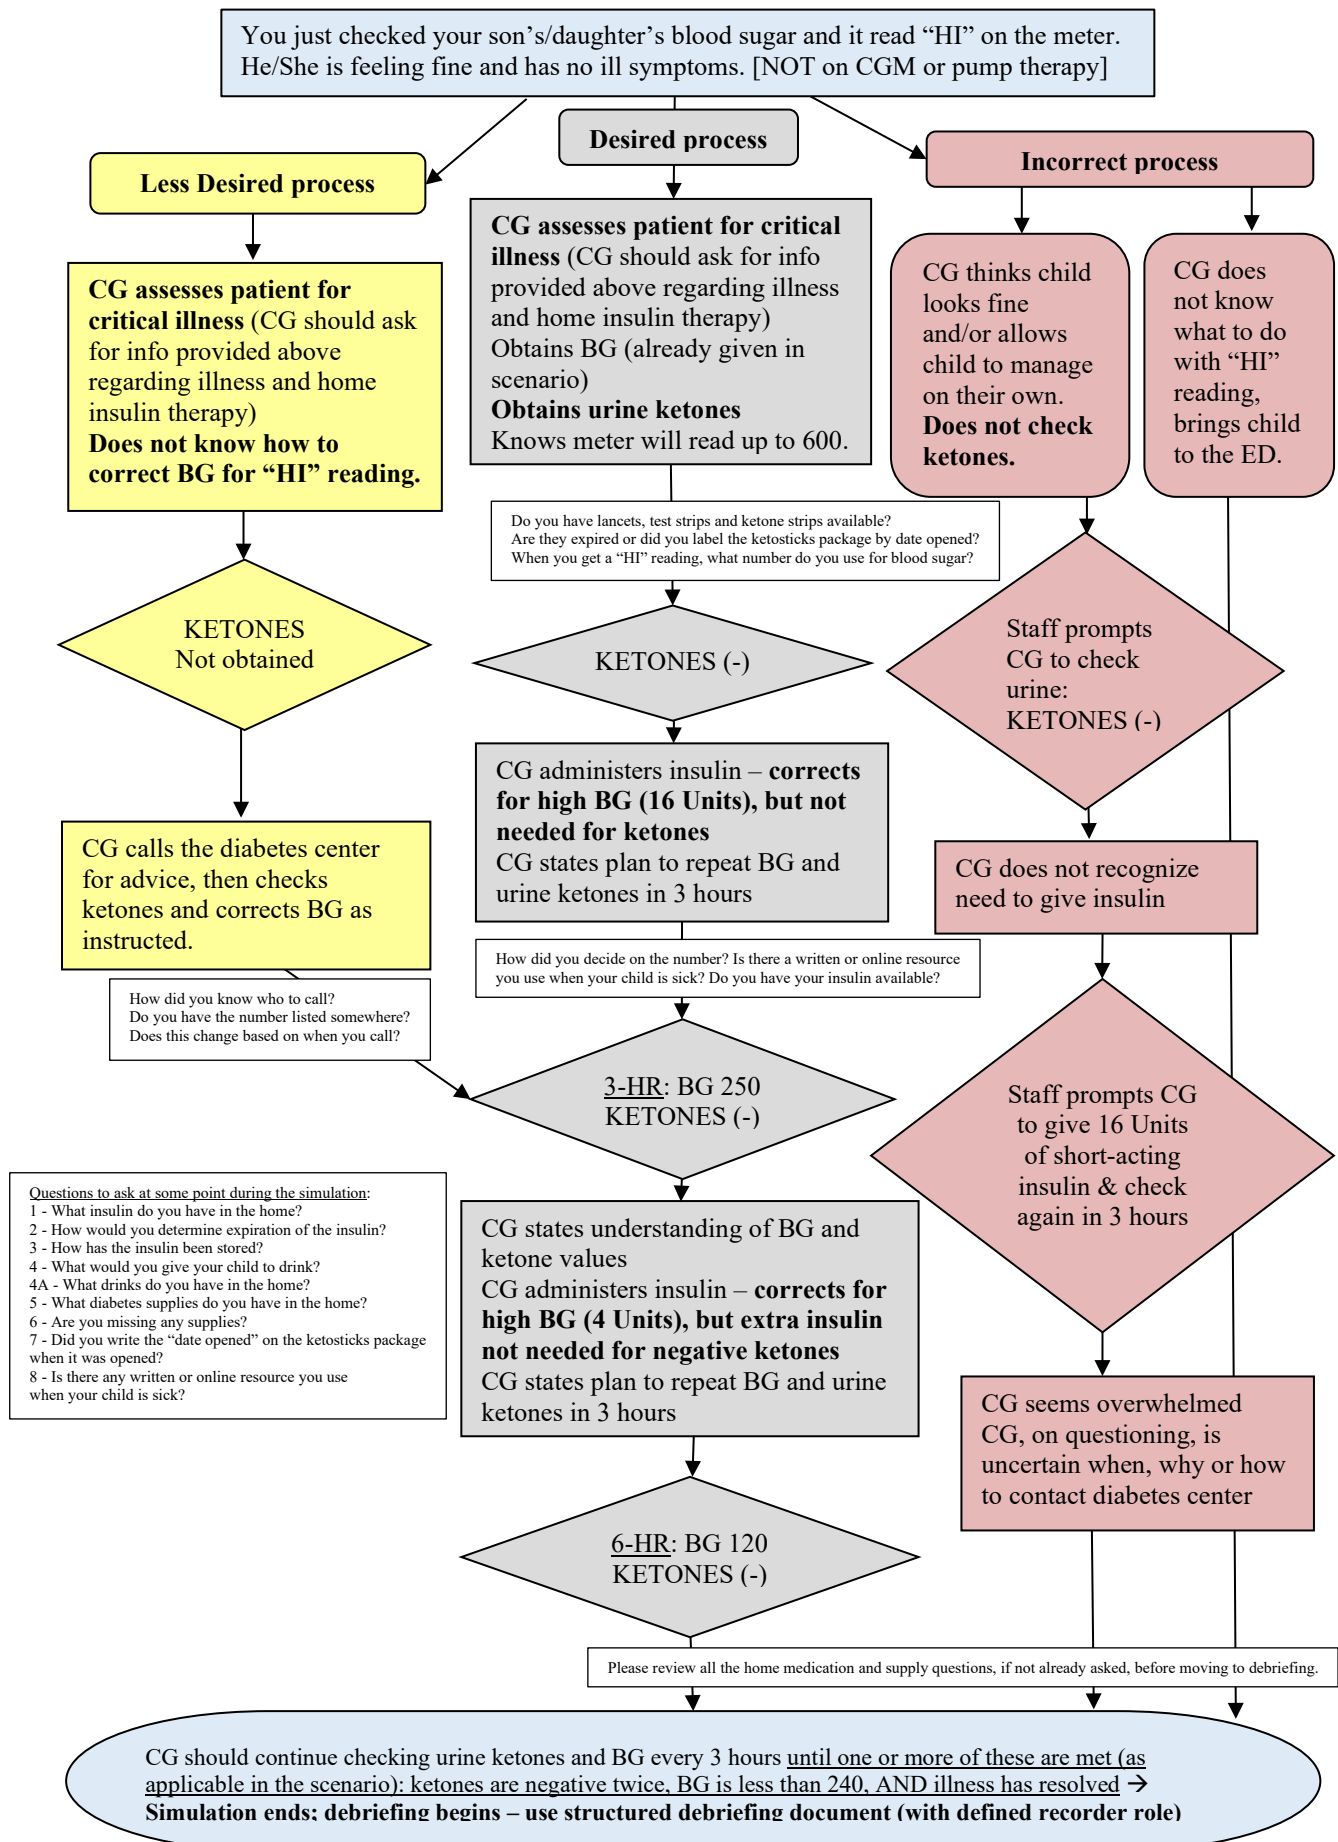 You just checked your son’s/daughter’s blood sugar and it read “HI” on the meter.
He/She is feeling fine and has no ill symptoms. [NOT on CGM or pump therapy]
Less Desired process
CG assesses patient for
critical illness (CG should ask
for info provided above
regarding illness and home
insulin therapy)
Does not know how to
correct BG for “HI” reading.
KETONES
Not obtained
CG calls the diabetes center
for advice, then checks
ketones and corrects BG as
instructed.
How did you know who to call?
Do you have the number listed somewhere?
Does this change based on when you call?
Desired process
CG assesses patient for critical
illness (CG should ask for info
provided above regarding illness
and home insulin therapy)
Obtains BG (already given in
scenario)
Obtains urine ketones
Knows meter will read up to 600.
Do you have lancets, test strips and ketone strips available?
Are they expired or did you label the ketosticks package by date opened?
When you get a “HI” reading, what number do you use for blood sugar?
KETONES (-)
CG administers insulin – corrects
for high BG (16 Units), but not
needed for ketones
CG states plan to repeat BG and
urine ketones in 3 hours
How did you decide on the number? Is there a written or online resource
you use when your child is sick? Do you have your insulin available?
3-HR: BG 250
KETONES (-)
CG states understanding of BG and
ketone values
CG administers insulin – corrects for
high BG (4 Units), but extra insulin
not needed for negative ketones
CG states plan to repeat BG and urine
ketones in 3 hours
6-HR: BG 120
KETONES (-)
Incorrect process
CG thinks child
looks fine
and/or allows
child to manage
on their own.
Does not check
ketones.
CG does
not know
what to do
with “HI”
reading,
brings child
to the ED.
Staff prompts
CG to check
urine:
KETONES (-)
CG does not recognize
need to give insulin
Staff prompts CG
to give 16 Units
of short-acting
insulin & check
again in 3 hours
CG seems overwhelmed
CG, on questioning, is
uncertain when, why or how
to contact diabetes center
Questions to ask at some point during the simulation:
1 - What insulin do you have in the home?
2 - How would you determine expiration of the insulin?
3 - How has the insulin been stored?
4 - What would you give your child to drink?
4A - What drinks do you have in the home?
5 - What diabetes supplies do you have in the home?
6 - Are you missing any supplies?
7 - Did you write the “date opened” on the ketosticks package
when it was opened?
8 - Is there any written or online resource you use
when your child is sick?
Please review all the home medication and supply questions, if not already asked, before moving to debriefing.
CG should continue checking urine ketones and BG every 3 hours until one or more of these are met (as
applicable in the scenario): ketones are negative twice, BG is less than 240, AND illness has resolved →
Simulation ends; debriefing begins – use structured debriefing document (with defined recorder role)